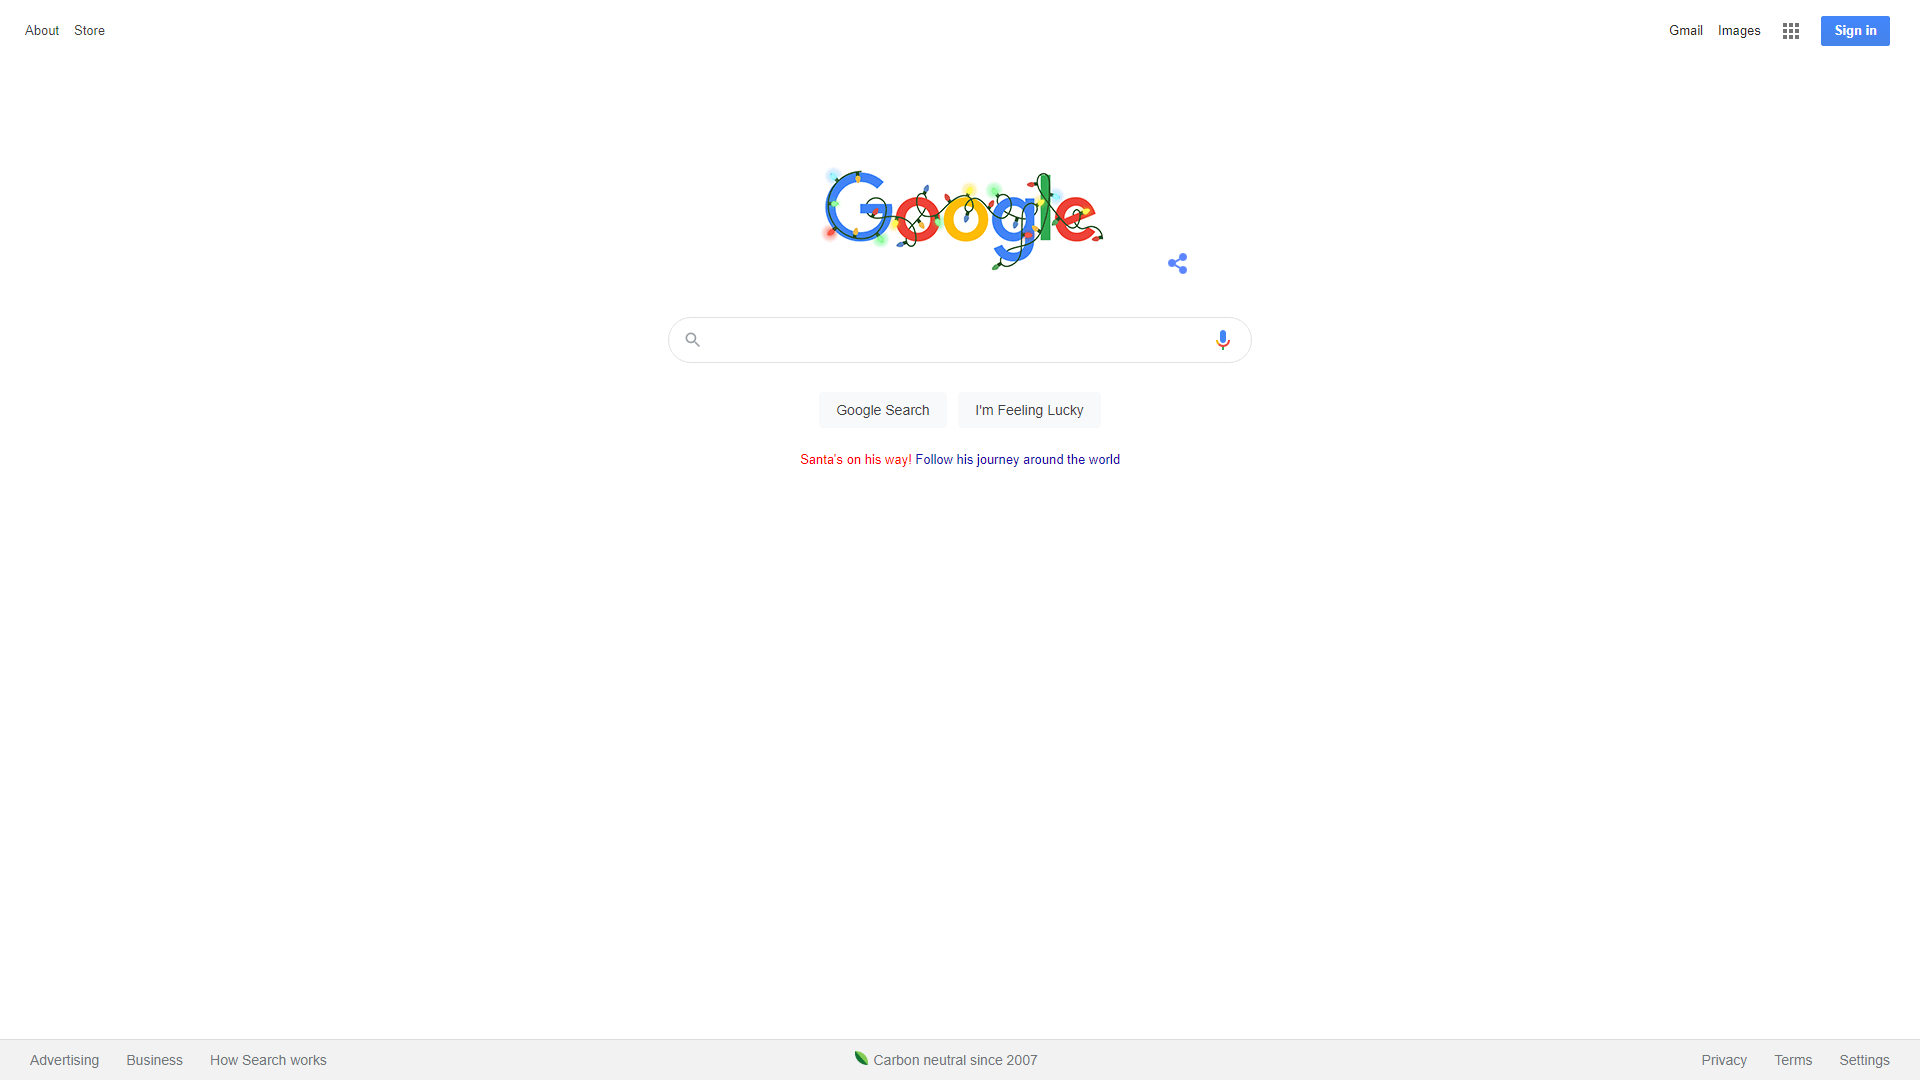 About Store
Gmail Images Sign in
Google
Google Search I'm Feeling Lucky
Santa's on his way! Follow his journey around the world
Advertising Business How Search works
Carbon neutral since 2007
Privacy Terms Settings